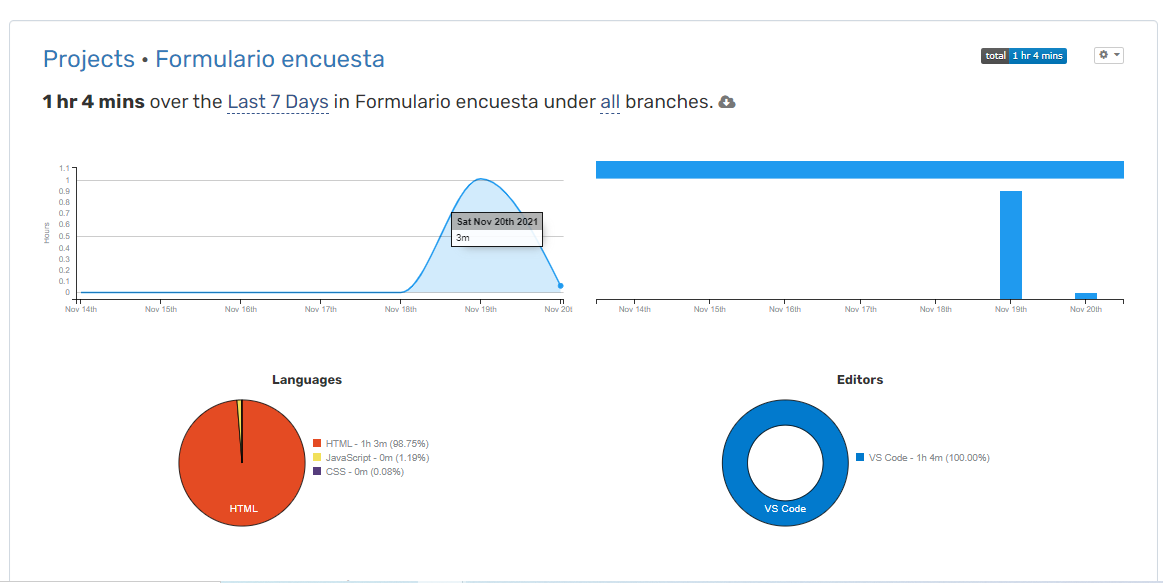 Projects • Formulario encuesta
total 1 hr 4 mins
1 hr 4 mins over the Last 7 Days in Formulario encuesta under all branches.
Hours
1.1
1
0.9
0.8
0.7
0.6
0.5
0.4
0.3
0.2
0.1
0
Sat Nov 20th 2021
3m
Nov 14th Nov 15th Nov 16th Nov 17th Nov 18th Nov 19th Nov 20t
Nov 14th Nov 15th Nov 16th Nov 17th Nov 18th Nov 19th Nov 20th
Languages
HTML - 1h 3m (98.75%)
JavaScript - 0m (1.19%)
CSS - 0m (0.08%)
HTML
Editors
VS Code - 1h 4m (100.00%)
VS Code